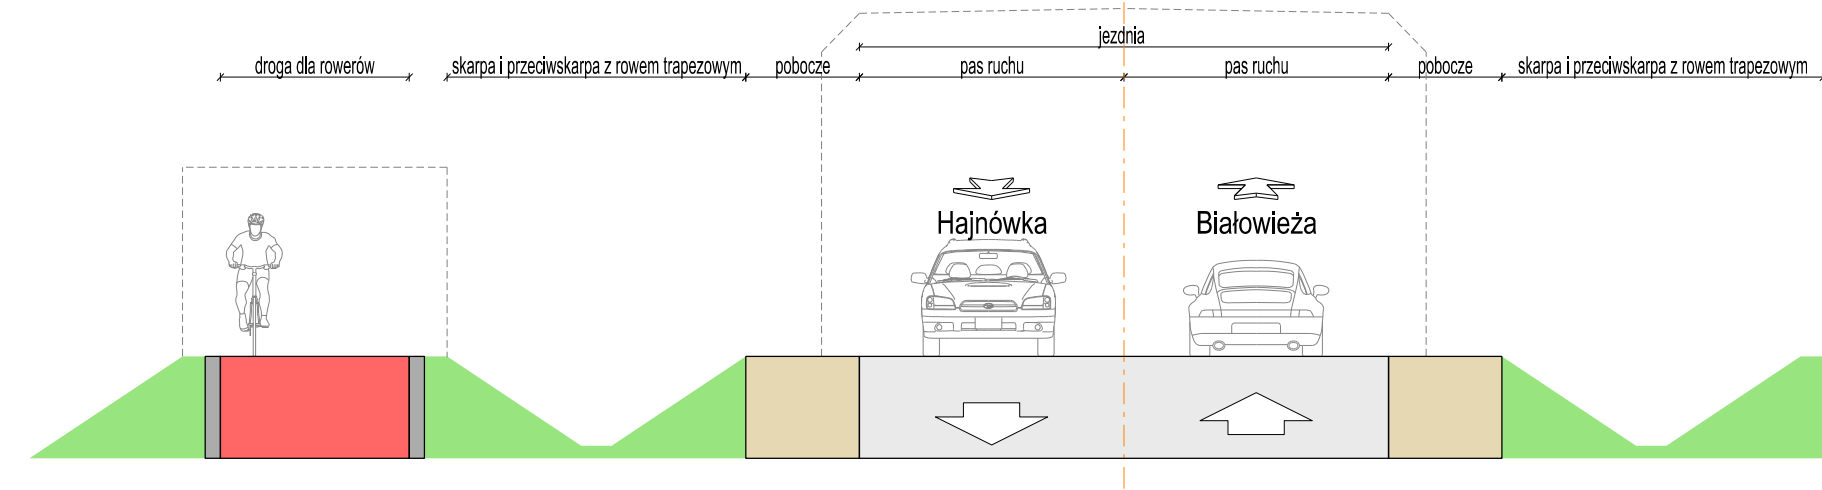 jezdnia
droga dla rowerów
skarpa i przeciwskarpa z rowem trapezowym
pobocze
pas ruchu
pas ruchu
pobocze
skarpa i przeciwskarpa z rowem trapezowym
Hajnówka
Białowieża